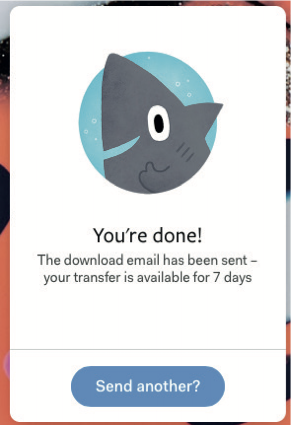 You're done!
The download email has been sent –
your transfer is available for 7 days
Send another?